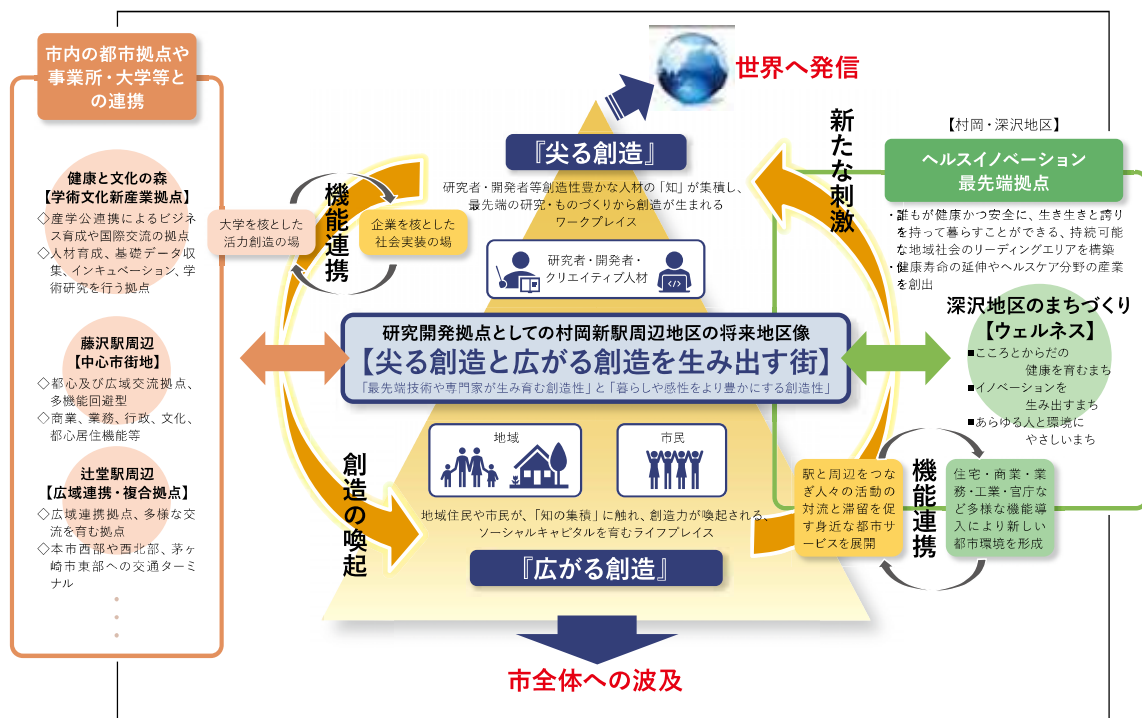 市内の都市拠点や
事業所・大学等と
の連携
健康と文化の森
【学術文化新産業拠点】
◇産学公連携によるビジネ
ス育成や国際交流の拠点
◇人材育成、基礎データ収
集、インキュベーション、学
術研究を行う拠点
藤沢駅周辺
【中心市街地】
◇都心及び広域交流拠点、
多機能回避型
◇商業、業務、行政、文化、
都心居住機能等
辻堂駅周辺
【広域連携・複合拠点】
◇広域連携拠点、多様な交
流を育む拠点
◇本市西部や西北部、茅ヶ
崎市東部への交通ターミ
ナル
・
・
・
大学を核とした
活力創造の場
機能連携
企業を核とした
社会実装の場
世界へ発信
『尖る創造』
研究者・開発者等創造性豊かな人材の「知」が集積し、
最先端の研究・ものづくりから創造が生まれる
ワークプレイス
研究者・開発者・
クリエイティブ人材
研究開発拠点としての村岡新駅周辺地区の将来地区像
【尖る創造と広がる創造を生み出す街】
「最先端技術や専門家が生み育む創造性」と「暮らしや感性をより豊かにする創造性」
地域
市民
地域住民や市民が、「知の集積」に触れ、創造力が喚起される、
ソーシャルキャピタルを育むライフプレイス
『広がる創造』
創造の喚起
市全体への波及
新たな刺激
【村岡・深沢地区】
ヘルスイノベーション
最先端拠点
・誰もが健康かつ安全に、生き生きと誇り
を持って暮らすことができる、持続可能
な地域社会のリーディングエリアを構築
・健康寿命の延伸やヘルスケア分野の産業
を創出
深沢地区のまちづくり
【ウェルネス】
■こころとからだの
健康を育むまち
■イノベーションを
生み出すまち
■あらゆる人と環境に
やさしいまち
駅と周辺をつな
ぎ人々の活動の
対流と滞留を促
す身近な都市サ
ービスを展開
機能連携
住宅・商業・業
務・工業・官庁な
ど多様な機能導
入により新しい
都市環境を形成